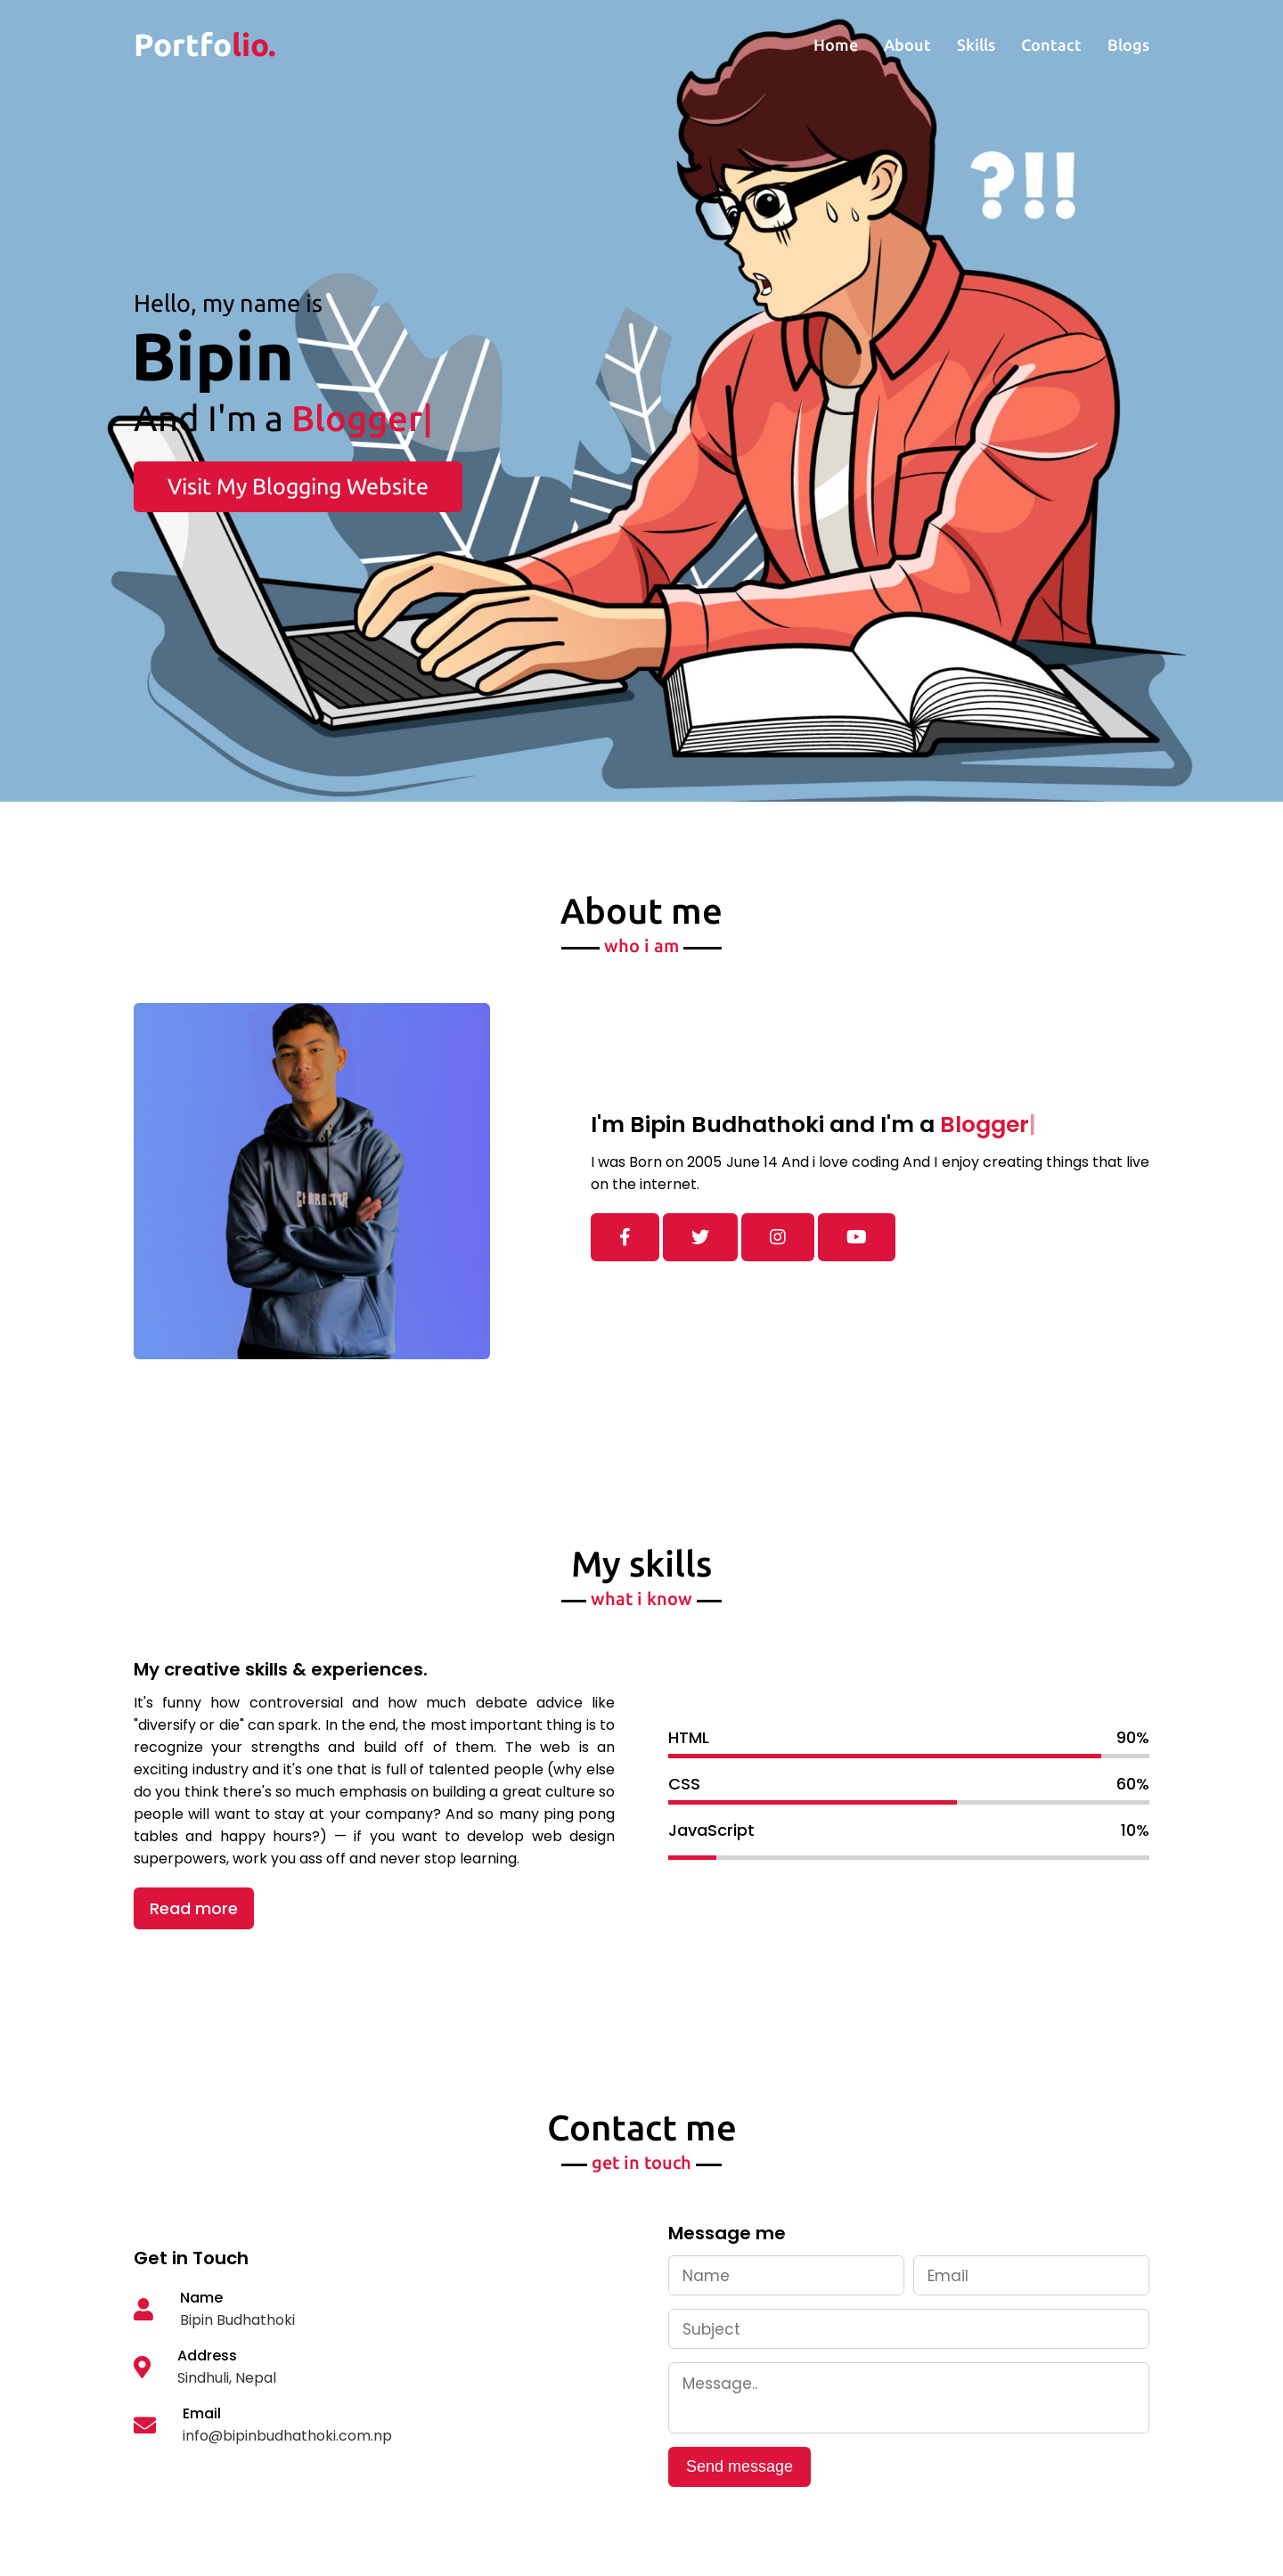 Portfolio.
Home About Skills Contact Blogs
?!!
Hello, my name is
Bipin
And I'm a Blogger|
Visit My Blogging Website
About me
who i am
CHARACTER
I'm Bipin Budhathoki and I'm a Blogger|
I was Born on 2005 June 14 And i love coding And I enjoy creating things that live
on the internet.
My skills
what i know
My creative skills & experiences.
It's funny how controversial and how much debate advice like
"diversify or die" can spark. In the end, the most important thing is to
recognize your strengths and build off of them. The web is an
exciting industry and it's one that is full of talented people (why else
do you think there's so much emphasis on building a great culture so
people will want to stay at your company? And so many ping pong
tables and happy hours?) — if you want to develop web design
superpowers, work you ass off and never stop learning.
Read more
HTML 90%
CSS 60%
JavaScript 10%
Contact me
get in touch
Get in Touch
Name
Bipin Budhathoki
Address
Sindhuli, Nepal
Email
info@bipinbudhathoki.com.np
Message me
Name Email
Subject
Message..
Send message